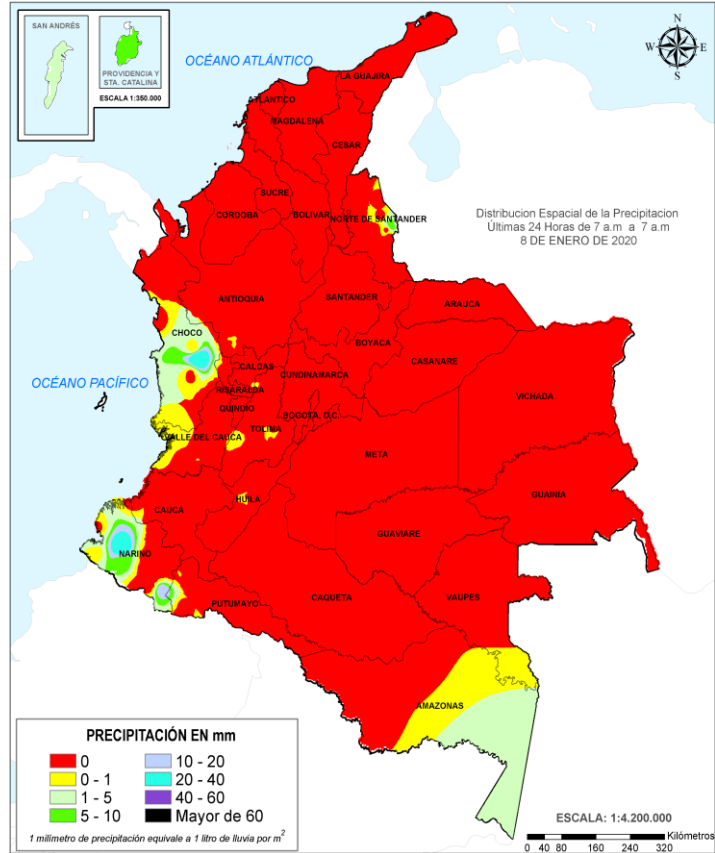 SAN ANDRÉS
PROVIDENCIA Y
STA. CATALINA
ESCALA 1:350.000
OCÉANO ATLÁNTICO
N
W E
S
LA GUAJIRA
ATLANTICO
MAGDALENA
CESAR
SUCRE
CORDOBA
BOLIVAR
NORTE DE SANTANDER
Distribucion Espacial de la Precipitacion
Últimas 24 Horas de 7 a.m a 7 a.m
8 DE ENERO DE 2020
ANTIOQUIA
SANTANDER
ARAUCA
CHOCO
BOYACA
CASANARE
OCÉANO PACÍFICO
CALDAS
CUNDINAMARCA
RISARALDA
VICHADA
QUINDIO
BOGOTA, D.C.
TOLIMA
VALLE DEL CAUCA
META
HUILA
GUAINIA
CAUCA
GUAVIARE
NARINO
PUTUMAYO
CAQUETA
VAUPES
AMAZONAS
PRECIPITACIÓN EN mm
0
0 - 1
1 - 5
5 - 10
10 - 20
20 - 40
40 - 60
Mayor de 60
1 milimetro de precipitación equivale a 1 litro de lluvia por m2
ESCALA: 1:4.200.000
Kilómetros
0 40 80 160 240 320